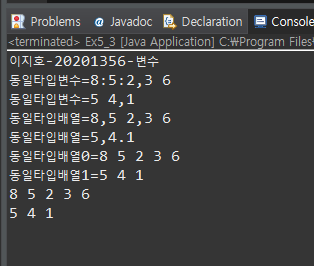 Problems @ Javadoc Declaration Console
<terminated> Ex5_3 [Java Application] C:₩Program Files₩
이지호-20201356-변수
동일타입변수=8:5:2,3 6
동일타입변수=5 4,1
동일타입배열=8,5 2,3 6
동일타입배열=5,4.1
동일타입배열0=8 5 2 3 6
동일타입배열1=5 4 1
8 5 2 3 6
5 4 1